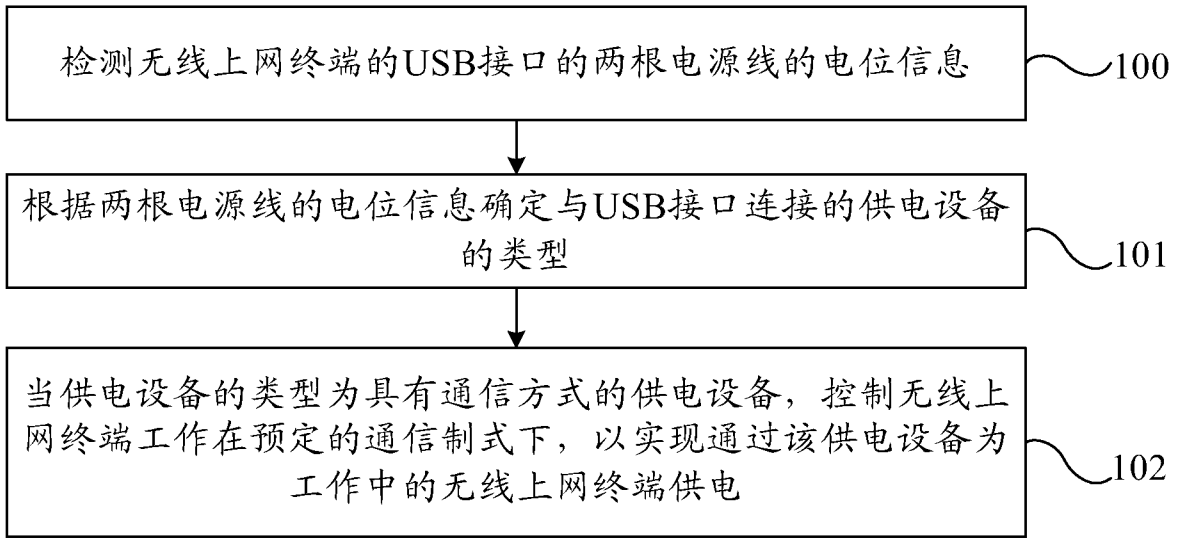 检测无线上网终端的USB接口的两根电源线的电位信息
100
根据两根电源线的电位信息确定与USB接口连接的供电设备
的类型
101
当供电设备的类型为具有通信方式的供电设备，控制无线上
网终端工作在预定的通信制式下，以实现通过该供电设备为
工作中的无线上网终端供电
102